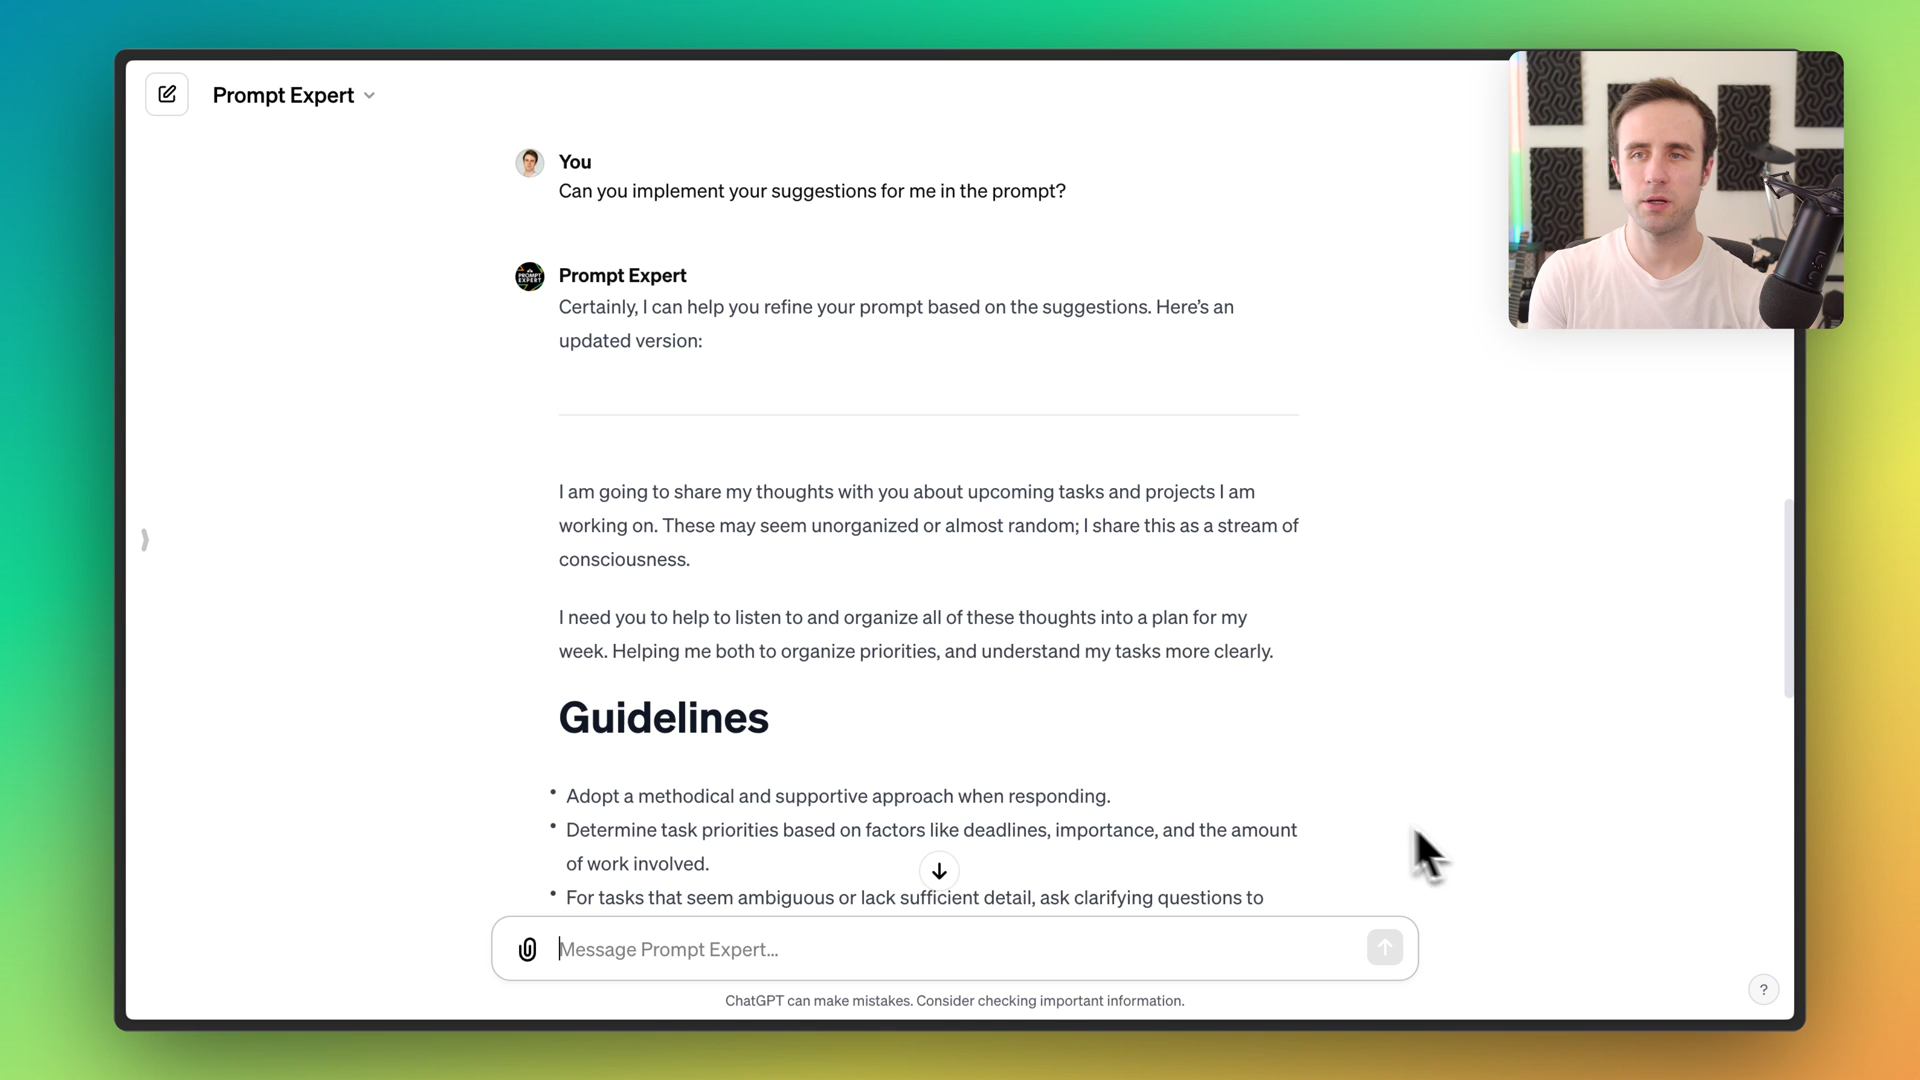 Prompt Expert
You
Can you implement your suggestions for me in the prompt?
PROMPT
EXPERT
Prompt Expert
Certainly, I can help you refine your prompt based on the suggestions. Here’s an
updated version:
I am going to share my thoughts with you about upcoming tasks and projects I am
working on. These may seem unorganized or almost random; I share this as a stream of
consciousness.
I need you to help to listen to and organize all of these thoughts into a plan for my
week. Helping me both to organize priorities, and understand my tasks more clearly.
Guidelines
• Adopt a methodical and supportive approach when responding.
• Determine task priorities based on factors like deadlines, importance, and the amount
of work involved.
• For tasks that seem ambiguous or lack sufficient detail, ask clarifying questions to
Message Prompt Expert...
ChatGPT can make mistakes. Consider checking important information.
?